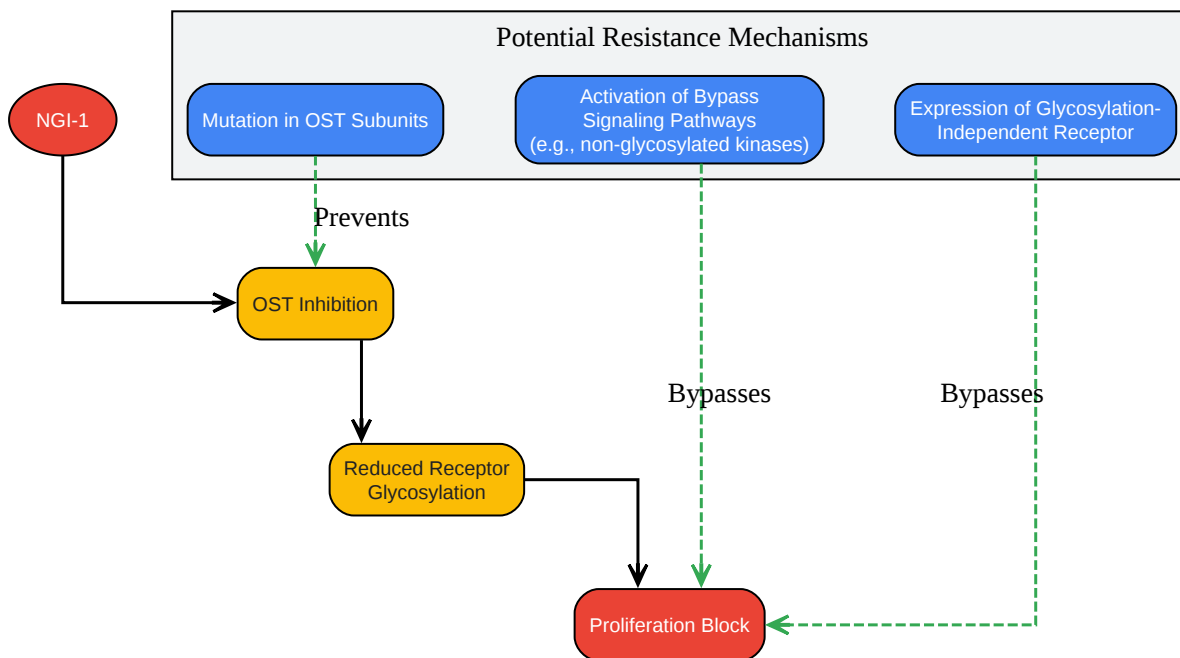 Potential Resistance Mechanisms
NGI-1
Mutation in OST Subunits
Activation of Bypass
Signaling Pathways
(e.g., non-glycosylated kinases)
Expression of Glycosylation-
Independent Receptor
Prevents
OST Inhibition
Bypasses
Bypasses
Reduced Receptor
Glycosylation
Proliferation Block